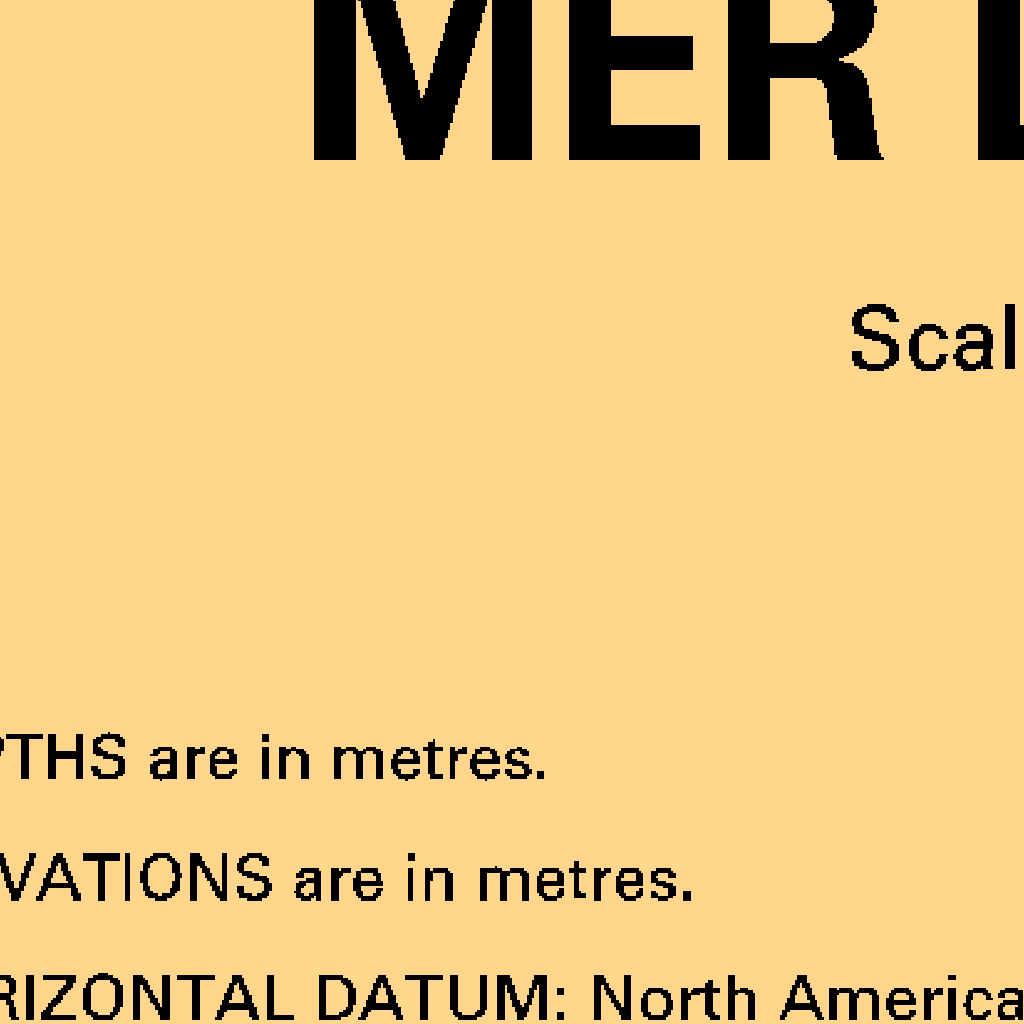 MER
Scal
PTHS are in metres.
VATIONS are in metres.
RIZONTAL DATUM: North America